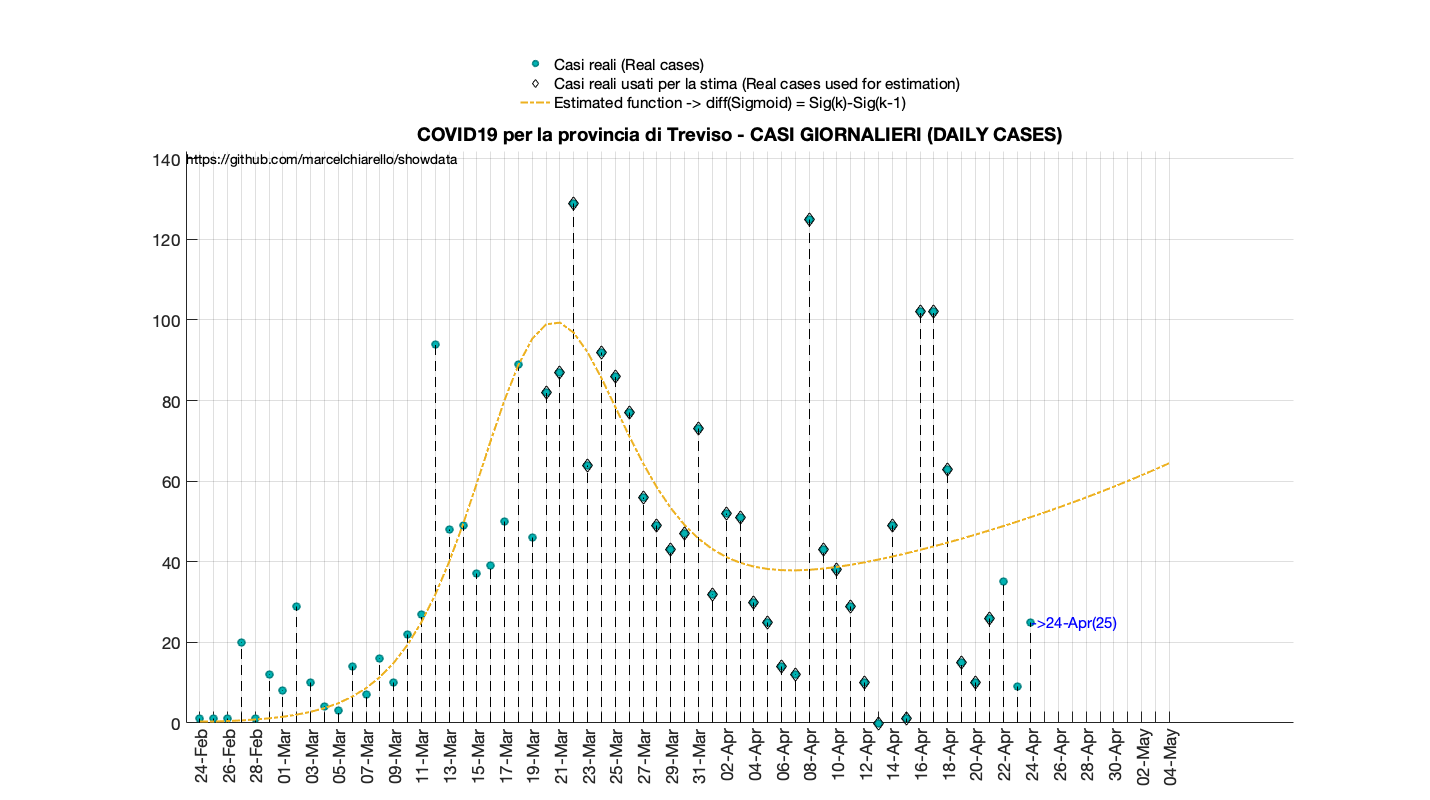 Casi reali (Real cases)
Casi reali usati per la stima (Real cases used for estimation)
Estimated function -> diff(Sigmoid) = Sig(k)-Sig(k-1)
COVID19 per la provincia di Treviso - CASI GIORNALIERI (DAILY CASES)
https://github.com/marcelchiarello/showdata
140
120
100
80
60
40
20
0
->24-Apr(25)
24-Feb
26-Feb
28-Feb
01-Mar
03-Mar
05-Mar
07-Mar
09-Mar
11-Mar
13-Mar
15-Mar
17-Mar
19-Mar
21-Mar
23-Mar
25-Mar
27-Mar
29-Mar
31-Mar
02-Apr
04-Apr
06-Apr
08-Apr
10-Apr
12-Apr
14-Apr
16-Apr
18-Apr
20-Apr
22-Apr
24-Apr
26-Apr
28-Apr
30-Apr
02-May
04-May